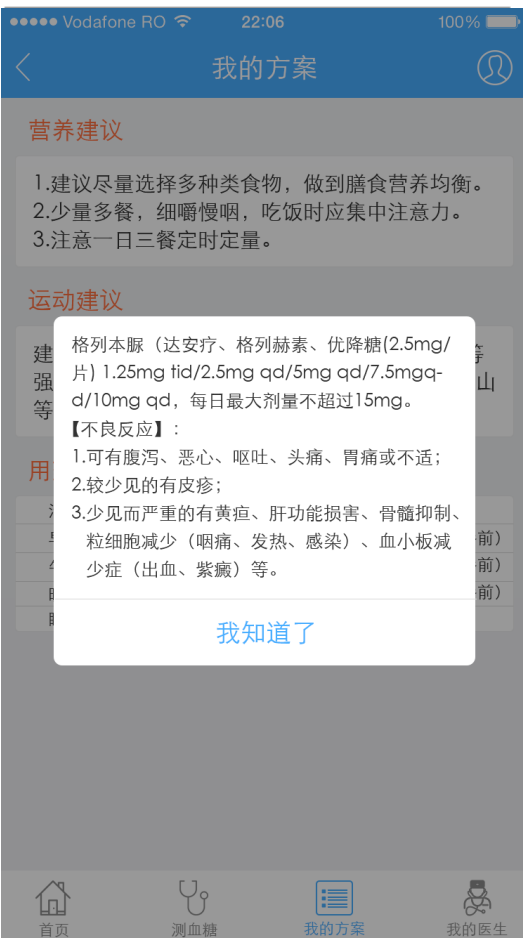 Vodafone RO 22:06 100%
我的方案
营养建议
1.建议尽量选择多种类食物，做到膳食营养均衡。
2.少量多餐，细嚼慢咽，吃饭时应集中注意力。
3.注意一日三餐定时定量。
运动建议
建
等
强
山
等
格列本脲（达安疗、格列赫素、优降糖(2.5mg/
片) 1.25mg tid/2.5mg qd/5mg qd/7.5mgq-
d/10mg qd，每日最大剂量不超过15mg。
【不良反应】：
1.可有腹泻、恶心、呕吐、头痛、胃痛或不适；
2.较少见的有皮疹；
3.少见而严重的有黄疸、肝功能损害、骨髓抑制、
粒细胞减少（咽痛、发热、感染）、血小板减
少症（出血、紫癜）等。
我知道了
用
前）
前）
前）
首页 测血糖 我的方案 我的医生